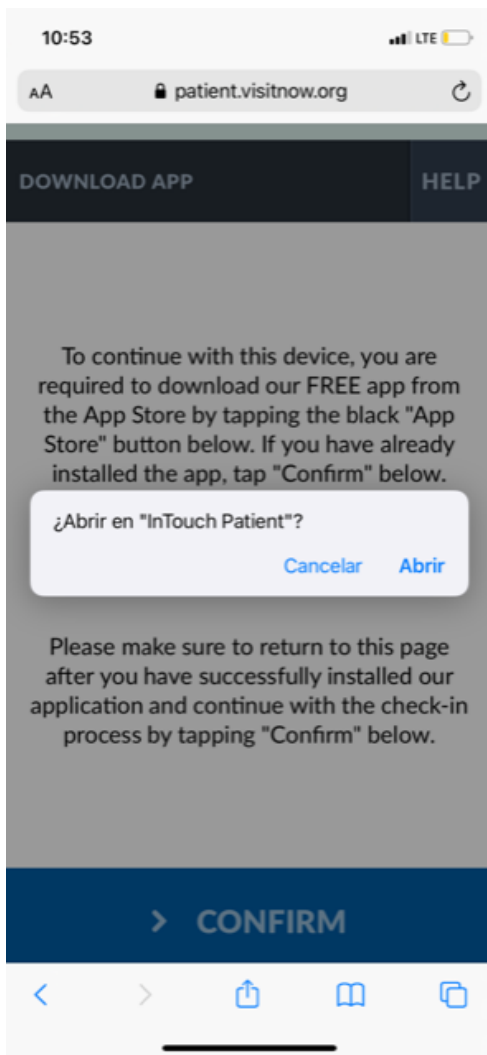 10:53 LTE
AA patient.visitnow.org
DOWNLOAD APP HELP
To continue with this device, you are
required to download our FREE app from
the App Store by tapping the black "App
Store" button below. If you have already
installed the app, tap "Confirm" below.
¿Abrir en "InTouch Patient"?
Cancelar Abrir
Please make sure to return to this page
after you have successfully installed our
application and continue with the check-in
process by tapping "Confirm" below.
> CONFIRM